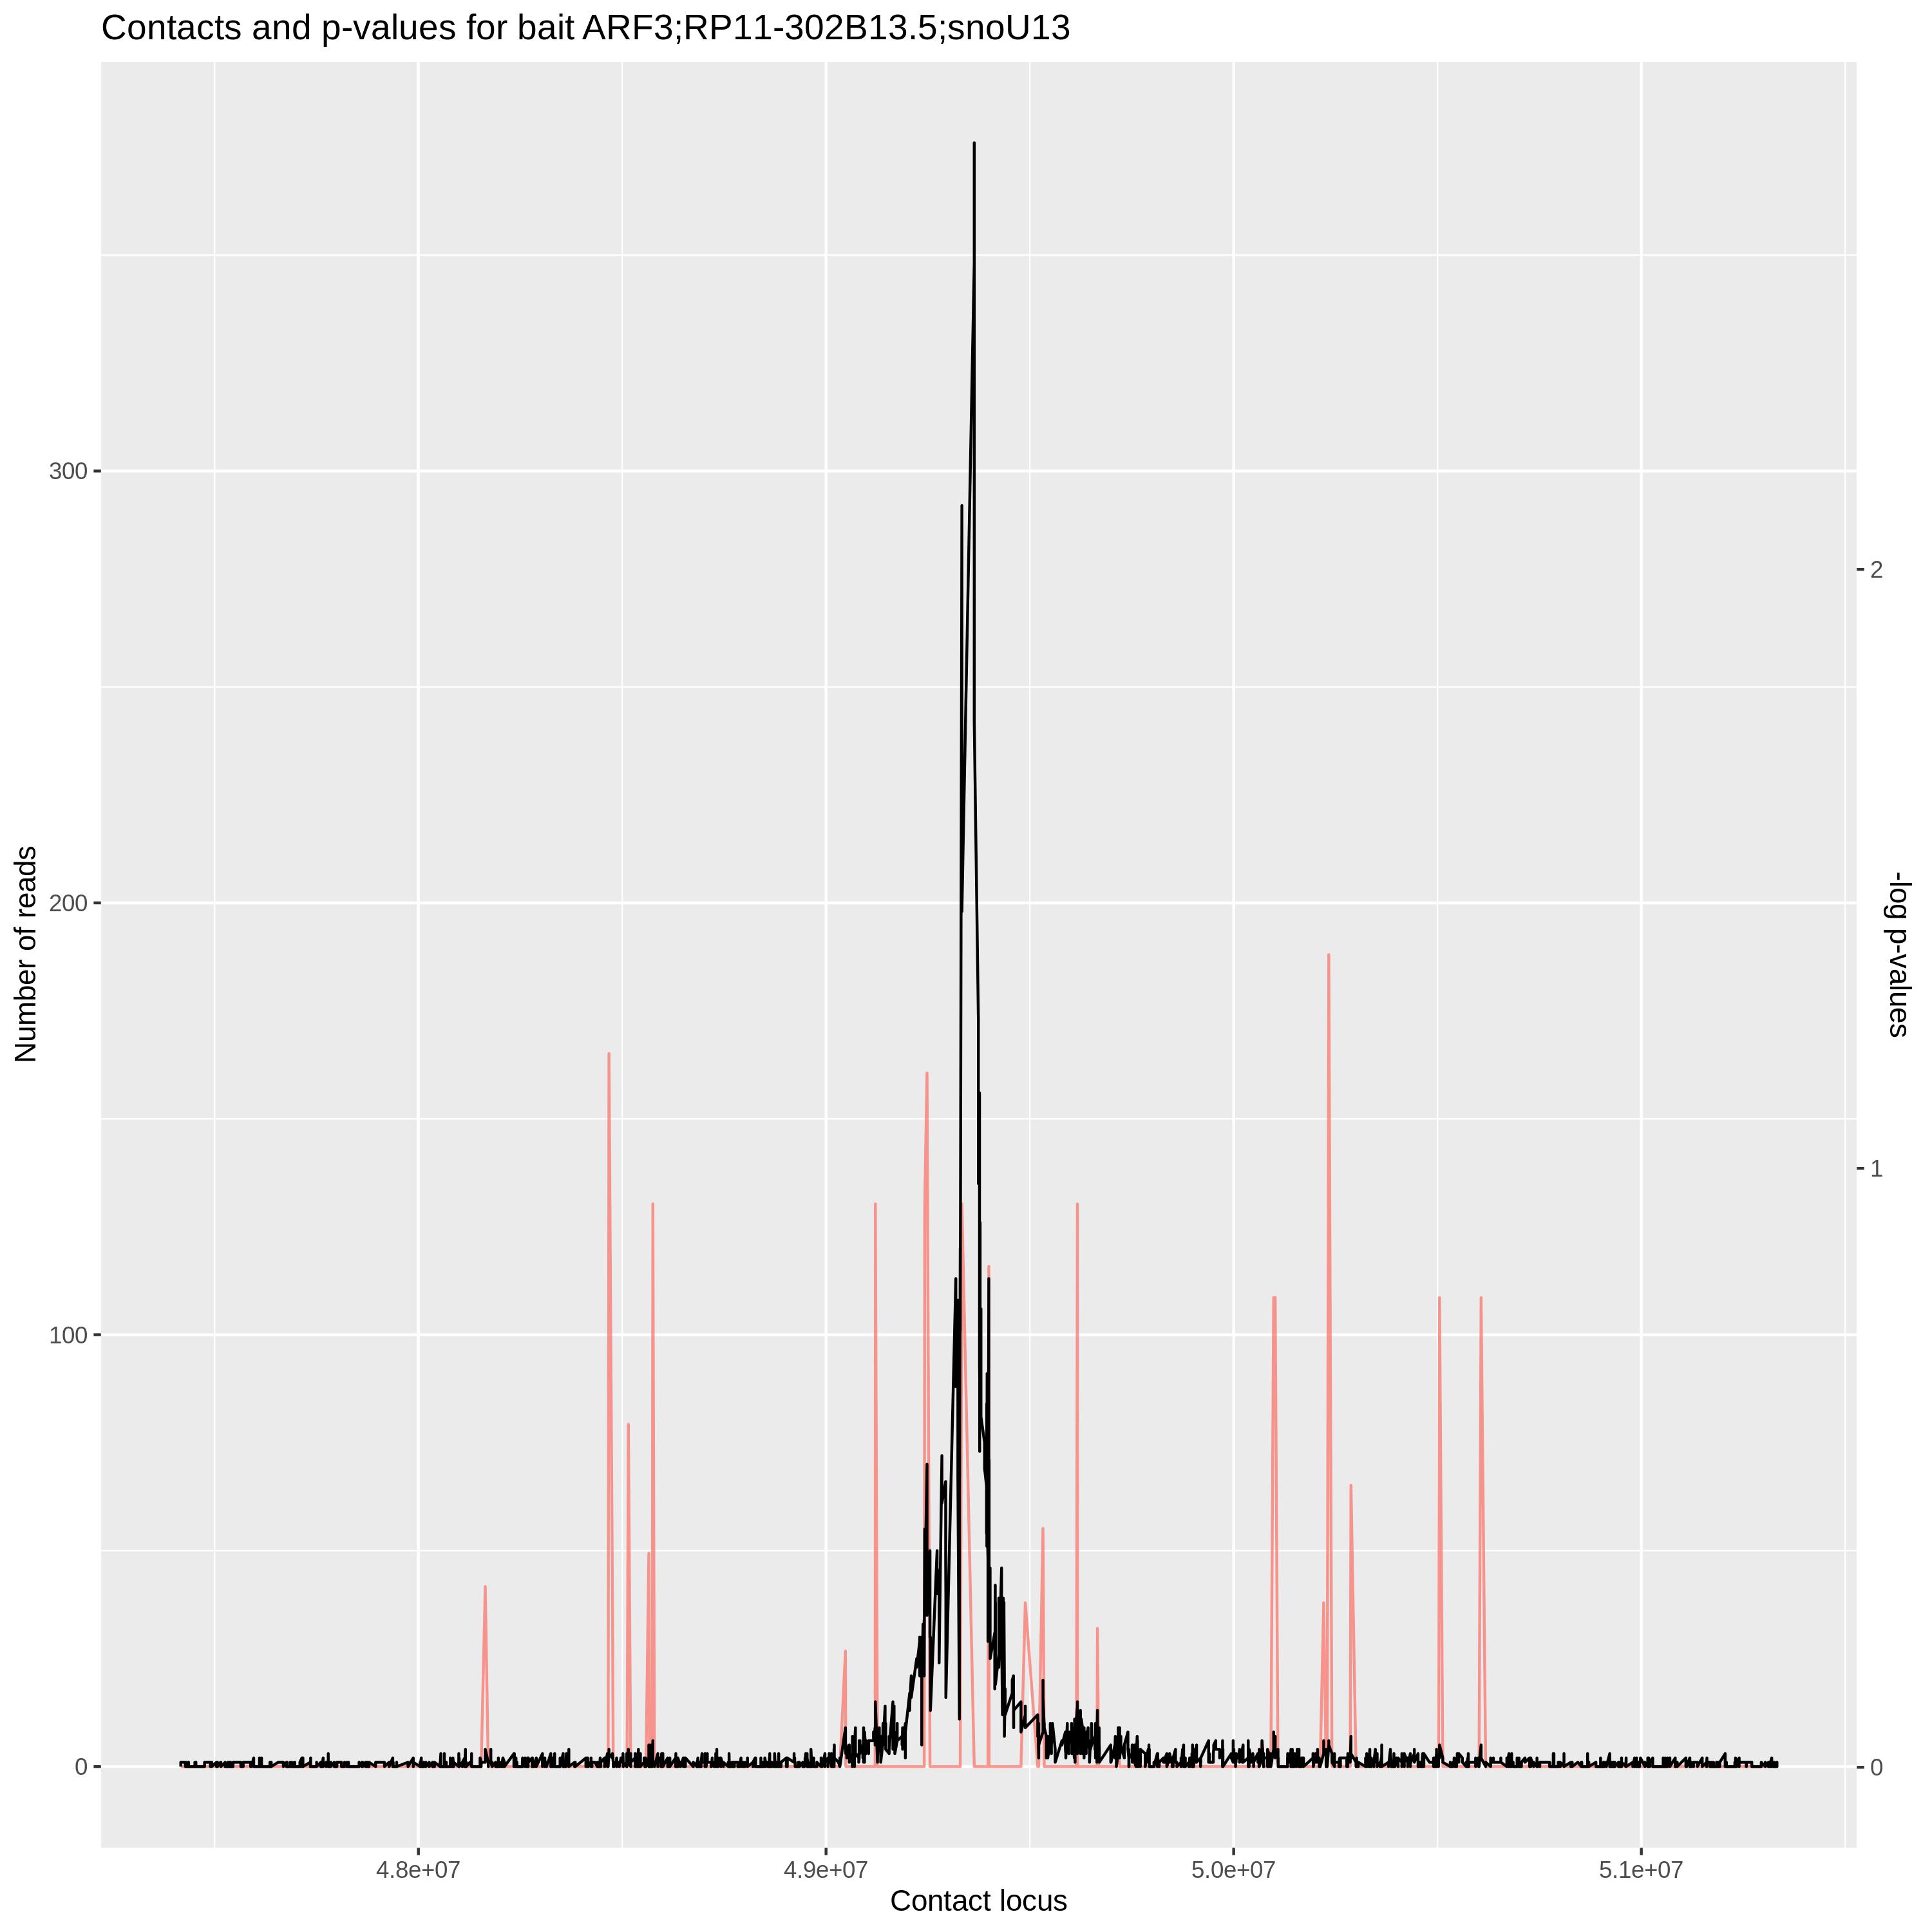 Contacts and p-values for bait ARF3;RP11-302B13.5;snoU13
Number of reads
300
200
100
0
2
1
0
-log p-values
4.8e+07 4.9e+07 5.0e+07 5.1e+07
Contact locus